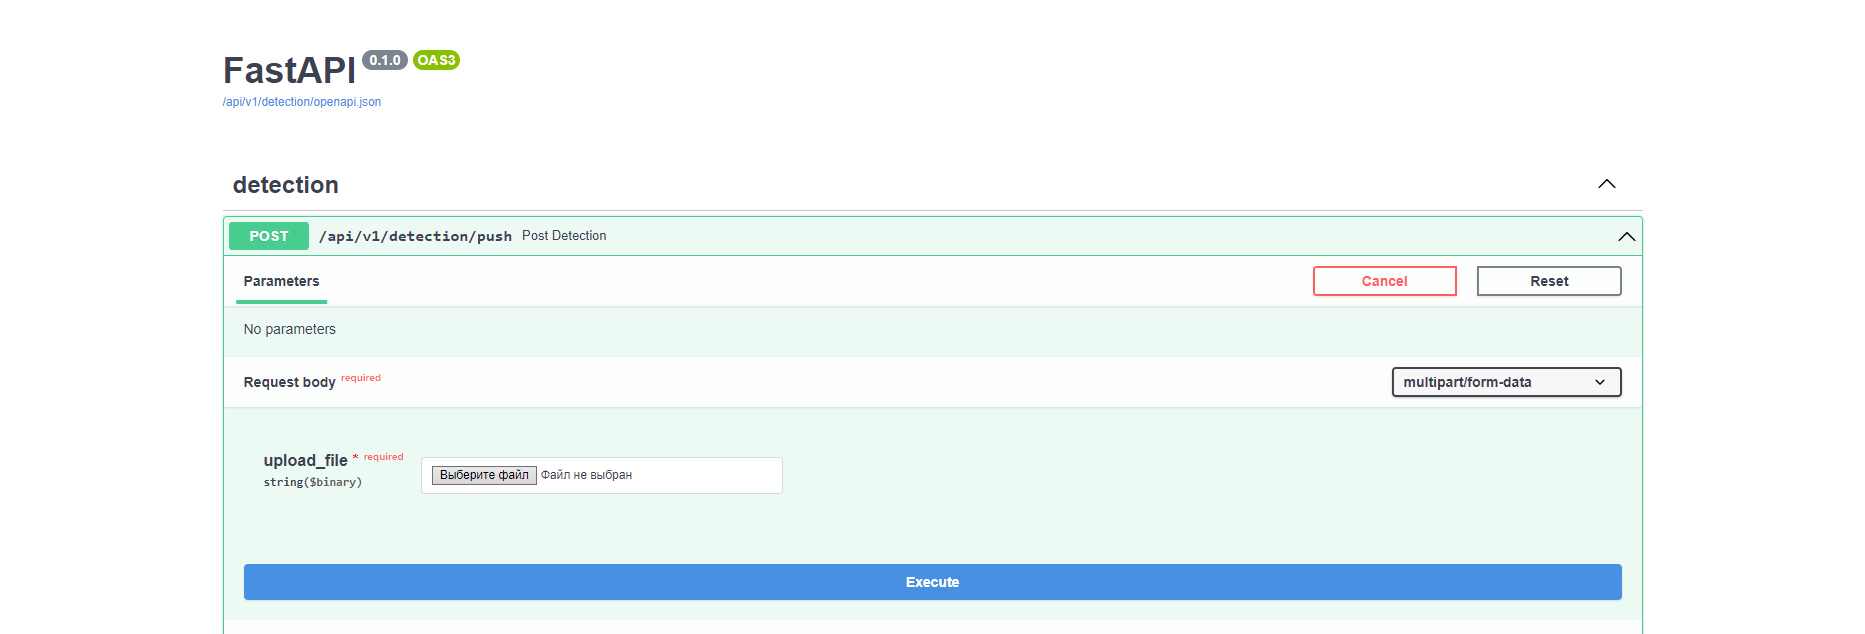 FastAPI 0.1.0 OAS3
/api/v1/detection/openapi.json
detection
POST /api/v1/detection/push Post Detection
Parameters Cancel Reset
No parameters
Request body required multipart/form-data
upload_file * required
string($binary)
Выберите файл Файл не выбран
Execute